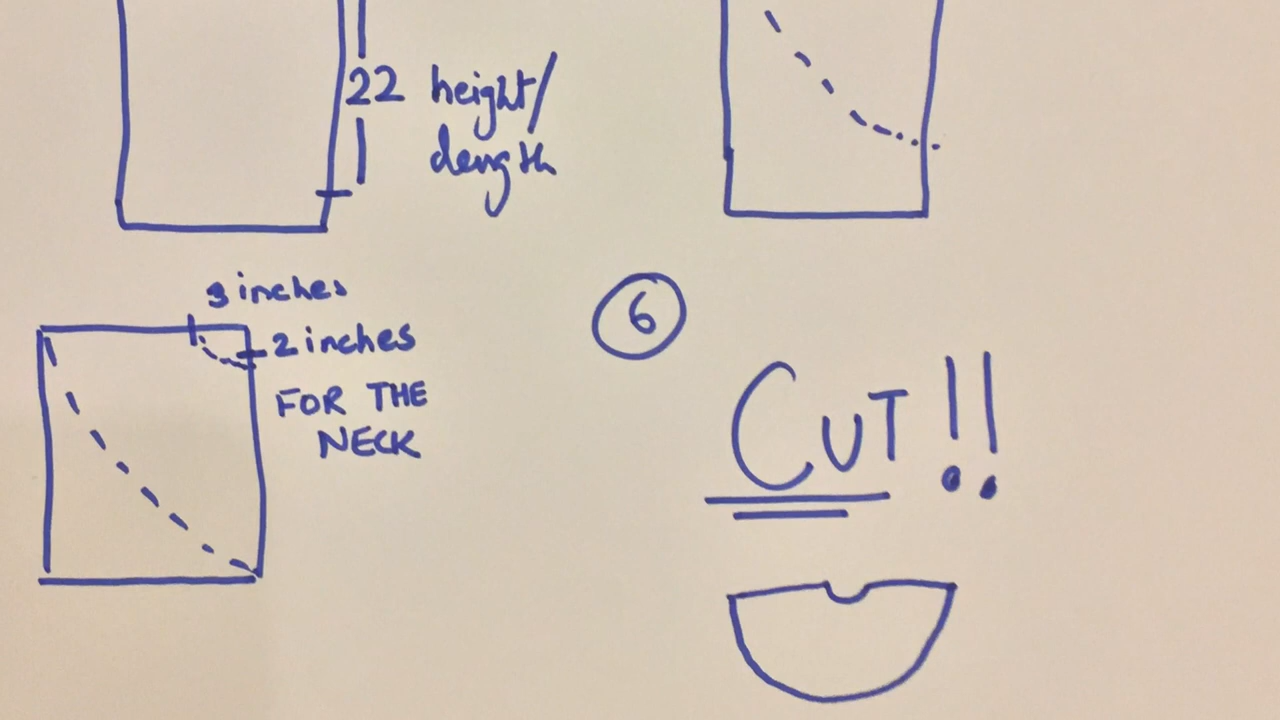 22 height/
length
3 inches
2 inches
FOR THE
NECK
6
CUT!!